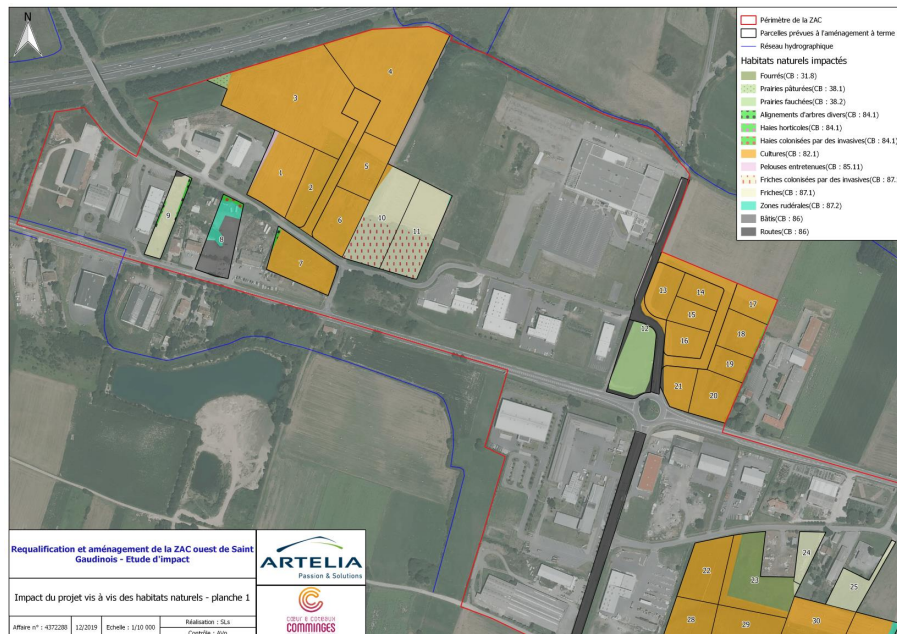 N
Périmètre de la ZAC
Parcelles prévues à l'aménagement à terme
Réseau hydrographique
Habitats naturels impactés
Fourrés(CB : 31.8)
Prairies pâturées(CB : 38.1)
Prairies fauchées(CB : 38.2)
Alignements d'arbres divers(CB : 84.1)
Haies horticoles(CB : 84.1)
Haies colonisées par des invasives(CB : 84.1)
Cultures(CB : 82.1)
Pelouses entretenues(CB : 85.11)
Friches colonisées par des invasives(CB : 87.
Friches(CB : 87.1)
Zones rudérales(CB : 87.2)
Bâtis(CB : 86)
Routes(CB : 86)
4
3
5
1
2
6
10
11
9
8
7
13
14
15
12
16
17
18
19
21
20
22
23
24
25
28
29
30
Requalification et aménagement de la ZAC ouest de Saint
Gaudinois - Etude d'impact
Impact du projet vis à vis des habitats naturels - planche 1
Affaire n° : 4372288
12/2019
Echelle : 1/10 000
Réalisation : SLs
Contrôle : AVn
ARTELIA
Passion & Solutions
CŒUR & COTEAUX
COMMINGES